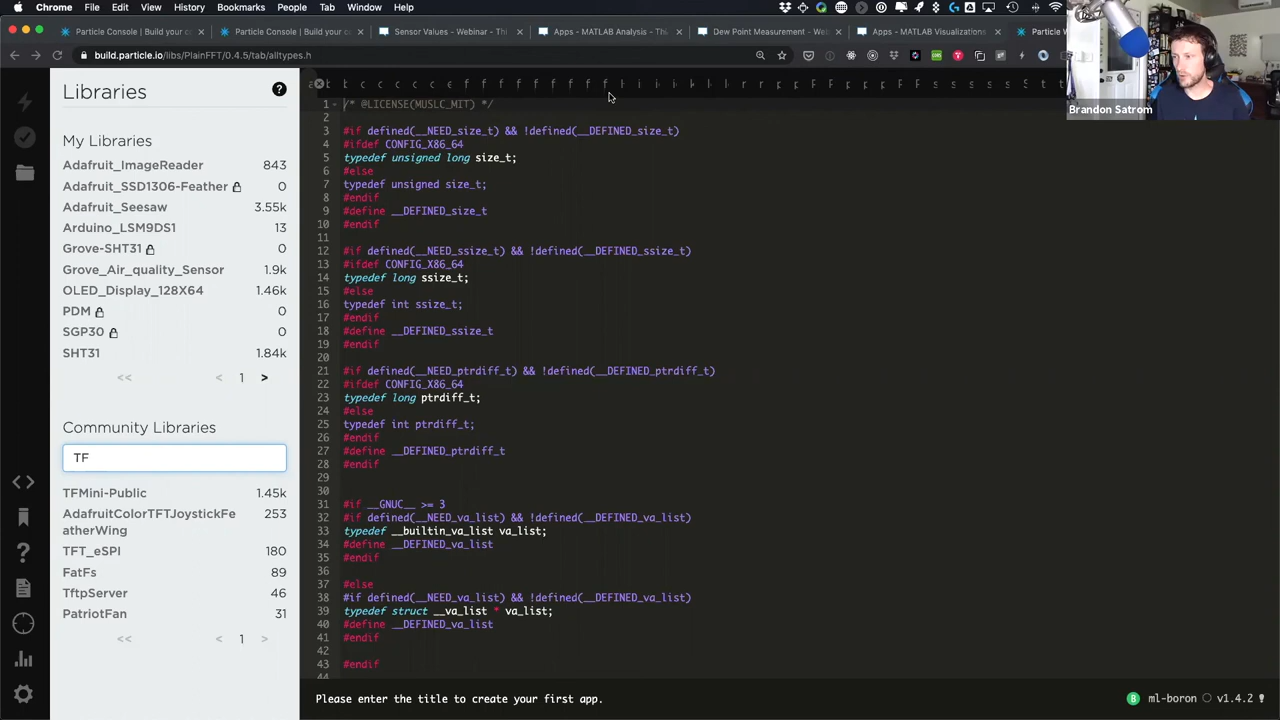 Chrome File Edit View History Bookmarks People Tab Window Help
Particle Console | Build your c
Particle Console | Build your c
Sensor Values - Webinar - Thi
Apps - MATLAB Analysis - Thi
Dew Point Measurement - Web
Apps - MATLAB Visualizations
Particle W
build.particle.io/libs/PlainFFT/0.4.5/tab/alltypes.h
Brandon Satrom
Libraries
My Libraries
Adafruit_ImageReader 843
Adafruit_SSD1306-Feather 0
Adafruit_Seesaw 3.55k
Arduino_LSM9DS1 13
Grove-SHT31 0
Grove_Air_quality_Sensor 1.9k
OLED_Display_128X64 1.46k
PDM 0
SGP30 0
SHT31 1.84k
<< < 1 >
Community Libraries
TF
TFMini-Public 1.45k
AdafruitColorTFTJoystickFe
atherWing 253
TFT_eSPI 180
FatFs 89
TftpServer 46
PatriotFan 31
<< < 1 >
1 /* @LICENSE(MUSLC_MIT) */
2
3 #if defined(__NEED_size_t) && !defined(__DEFINED_size_t)
4 #ifdef CONFIG_X86_64
5 typedef unsigned long size_t;
6 #else
7 typedef unsigned size_t;
8 #endif
9 #define __DEFINED_size_t
10 #endif
11
12 #if defined(__NEED_ssize_t) && !defined(__DEFINED_ssize_t)
13 #ifdef CONFIG_X86_64
14 typedef long ssize_t;
15 #else
16 typedef int ssize_t;
17 #endif
18 #define __DEFINED_ssize_t
19 #endif
20
21 #if defined(__NEED_ptrdiff_t) && !defined(__DEFINED_ptrdiff_t)
22 #ifdef CONFIG_X86_64
23 typedef long ptrdiff_t;
24 #else
25 typedef int ptrdiff_t;
26 #endif
27 #define __DEFINED_ptrdiff_t
28 #endif
29
30
31 #if __GNUC__ >= 3
32 #if defined(__NEED_va_list) && !defined(__DEFINED_va_list)
33 typedef __builtin_va_list va_list;
34 #define __DEFINED_va_list
35 #endif
36
37 #else
38 #if defined(__NEED_va_list) && !defined(__DEFINED_va_list)
39 typedef struct __va_list * va_list;
40 #define __DEFINED_va_list
41 #endif
42
43 #endif
44
Please enter the title to create your first app.
B ml-boron v1.4.2